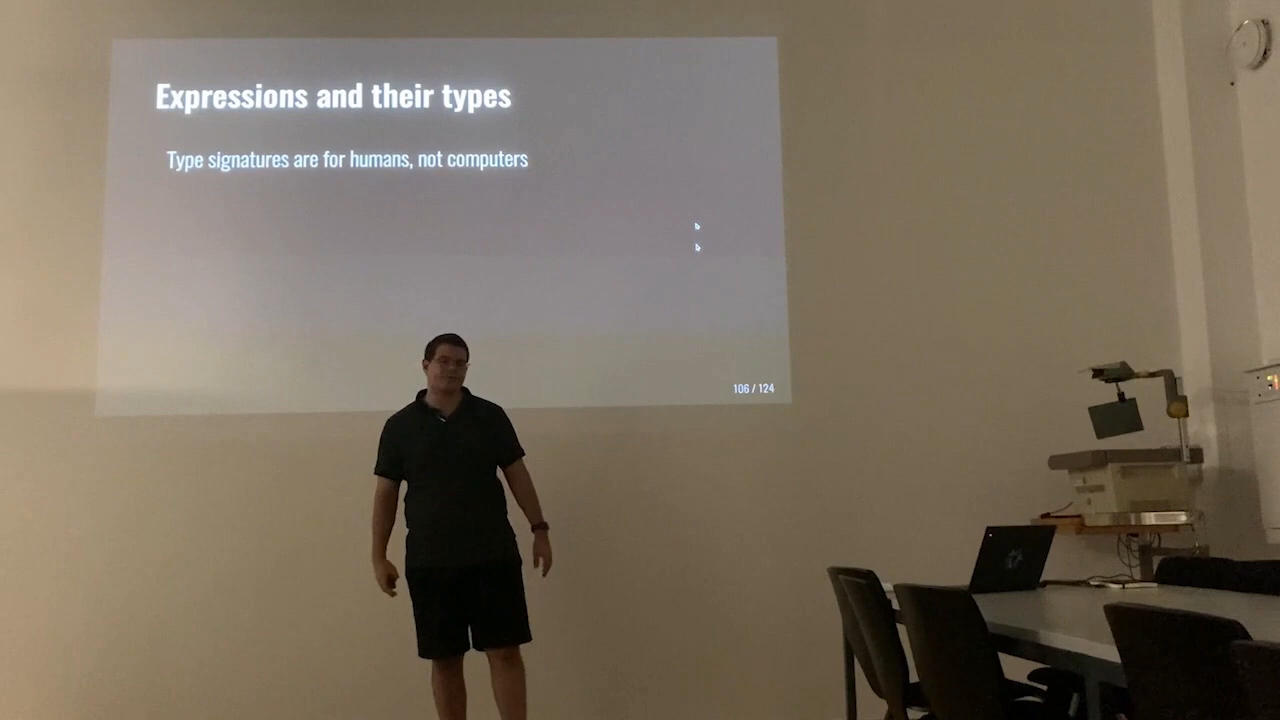 Expressions and their types
Type signatures are for humans, not computers
106 / 124